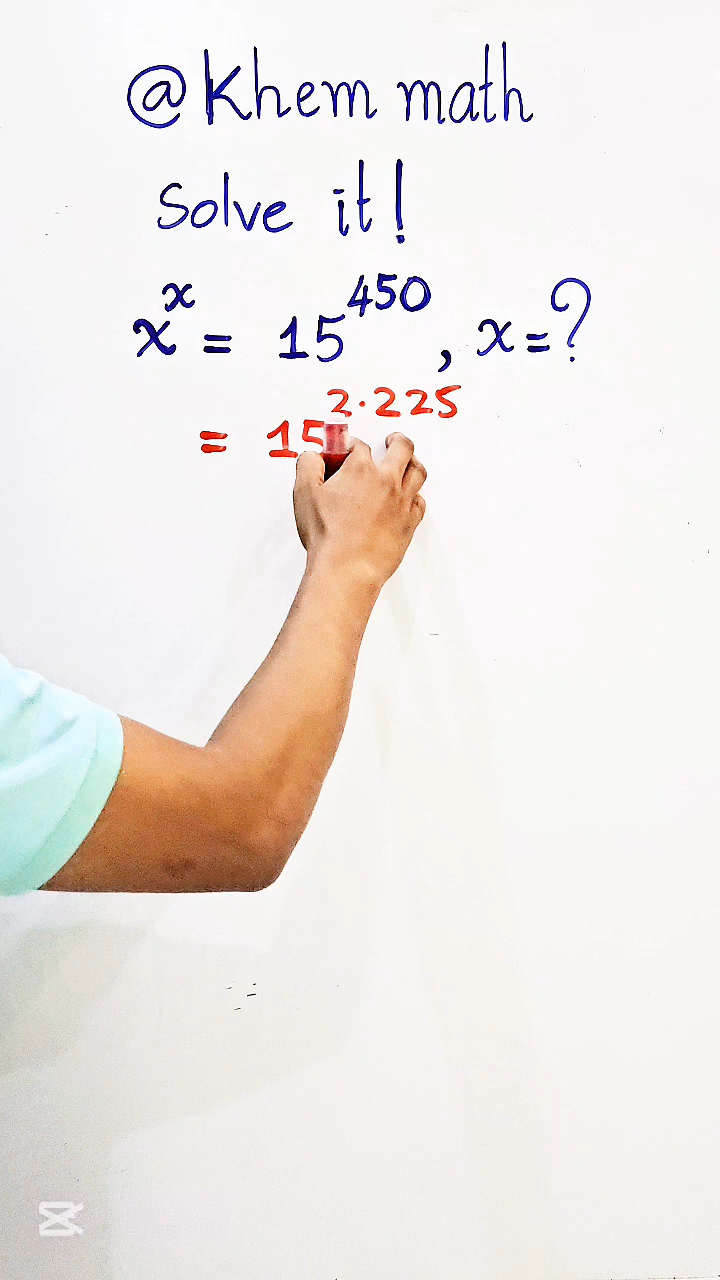 @Khem math
Solve it!
x^x = 15^450, x=?
= 15^2·225